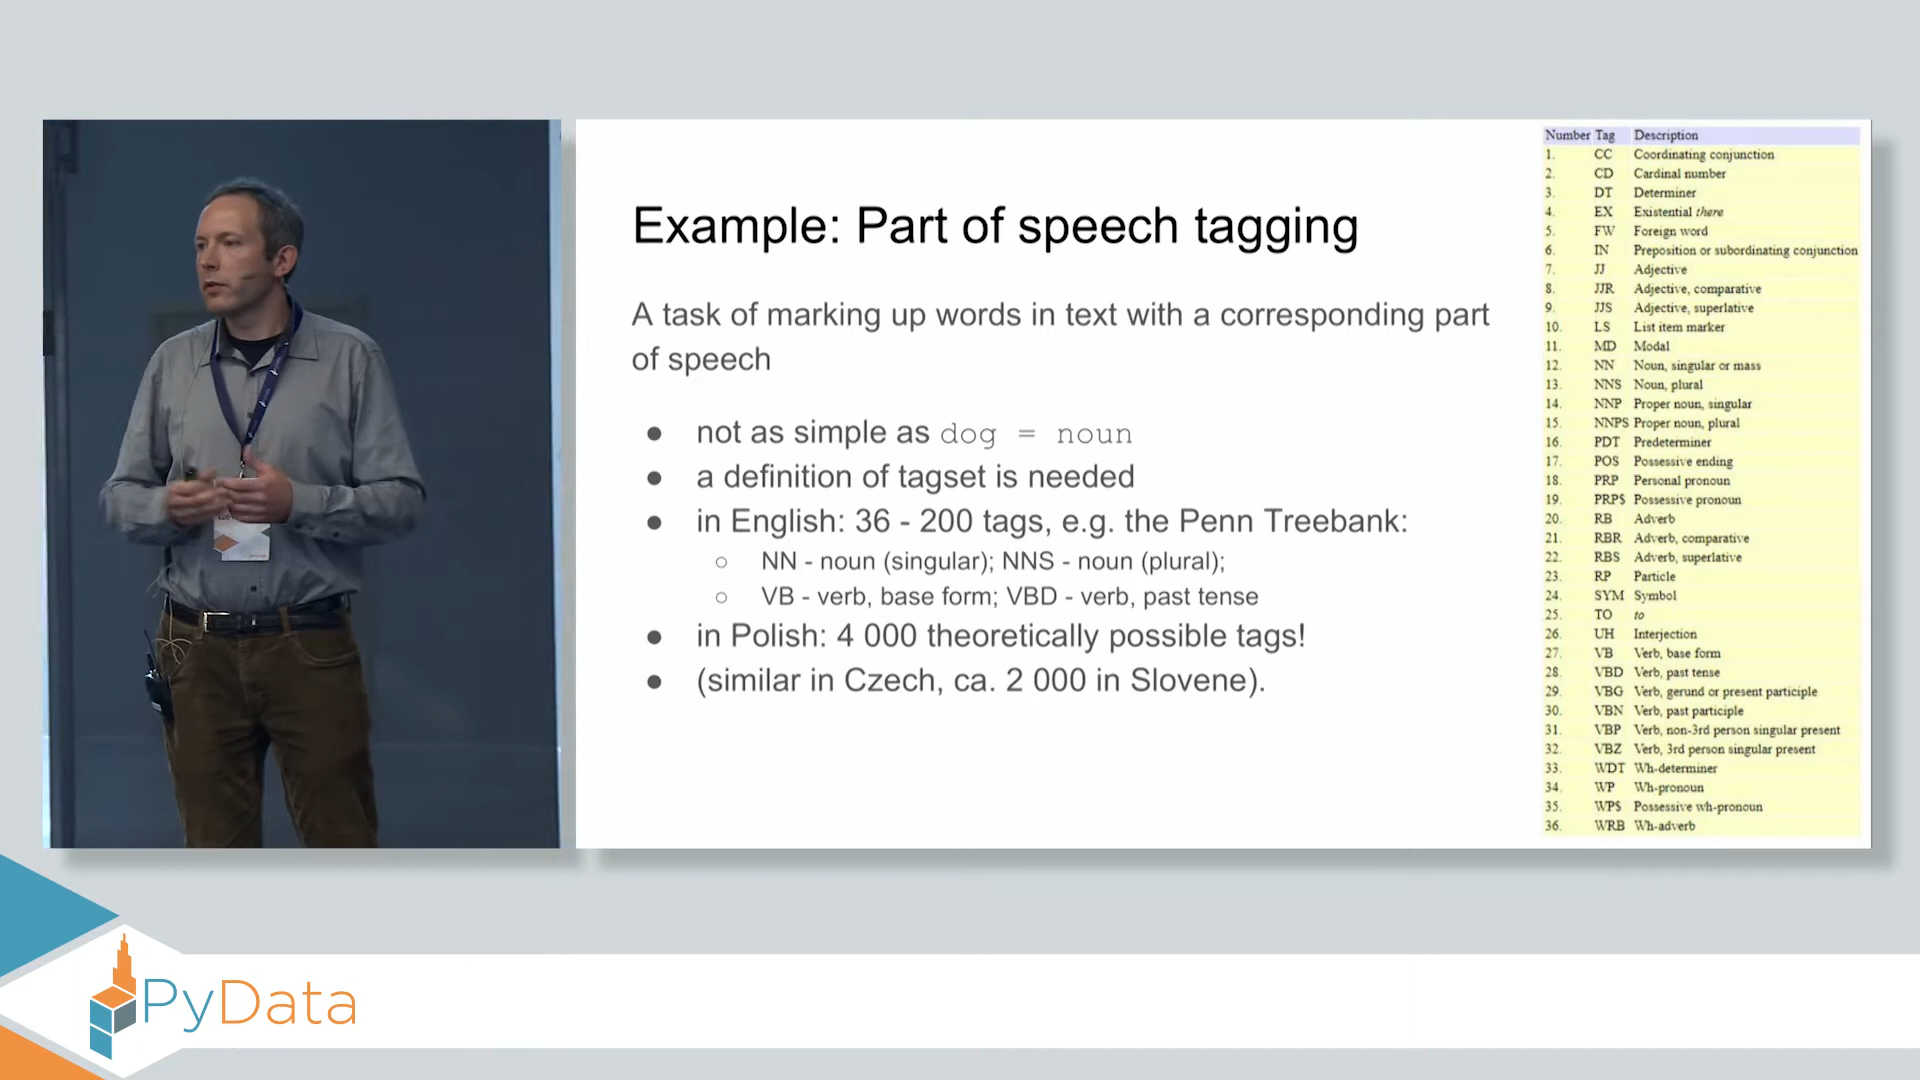 Example: Part of speech tagging
A task of marking up words in text with a corresponding part
of speech
● not as simple as dog = noun
● a definition of tagset is needed
● in English: 36 - 200 tags, e.g. the Penn Treebank:
○ NN - noun (singular); NNS - noun (plural);
○ VB - verb, base form; VBD - verb, past tense
● in Polish: 4 000 theoretically possible tags!
● (similar in Czech, ca. 2 000 in Slovene).
Number Tag Description
1. CC Coordinating conjunction
2. CD Cardinal number
3. DT Determiner
4. EX Existential there
5. FW Foreign word
6. IN Preposition or subordinating conjunction
7. JJ Adjective
8. JJR Adjective, comparative
9. JJS Adjective, superlative
10. LS List item marker
11. MD Modal
12. NN Noun, singular or mass
13. NNS Noun, plural
14. NNP Proper noun, singular
15. NNPS Proper noun, plural
16. PDT Predeterminer
17. POS Possessive ending
18. PRP Personal pronoun
19. PRP$ Possessive pronoun
20. RB Adverb
21. RBR Adverb, comparative
22. RBS Adverb, superlative
23. RP Particle
24. SYM Symbol
25. TO to
26. UH Interjection
27. VB Verb, base form
28. VBD Verb, past tense
29. VBG Verb, gerund or present participle
30. VBN Verb, past participle
31. VBP Verb, non-3rd person singular present
32. VBZ Verb, 3rd person singular present
33. WDT Wh-determiner
34. WP Wh-pronoun
35. WP$ Possessive wh-pronoun
36. WRB Wh-adverb
PyData